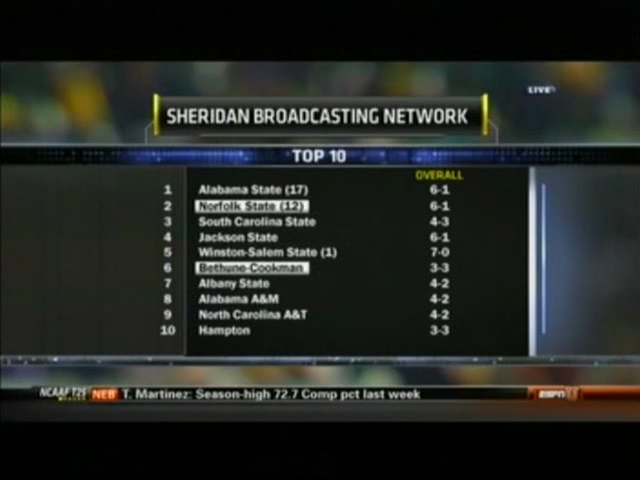 LIVE
SHERIDAN BROADCASTING NETWORK
TOP 10
OVERALL
1 Alabama State (17) 6-1
2 Norfolk State (12) 6-1
3 South Carolina State 4-3
4 Jackson State 6-1
5 Winston-Salem State (1) 7-0
6 Bethune-Cookman 3-3
7 Albany State 4-2
8 Alabama A&M 4-2
9 North Carolina A&T 4-2
10 Hampton 3-3
NCAAF T25 NEB T. Martinez: Season-high 72.7 Comp pct last week ESPN U